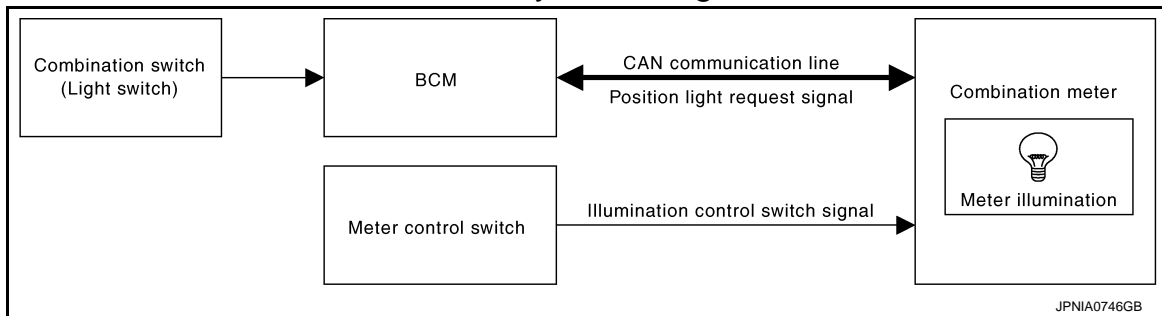 Combination switch
(Light switch)
BCM
CAN communication line
Position light request signal
Combination meter
Meter illumination
Meter control switch
Illumination control switch signal
JPNIA0746GB